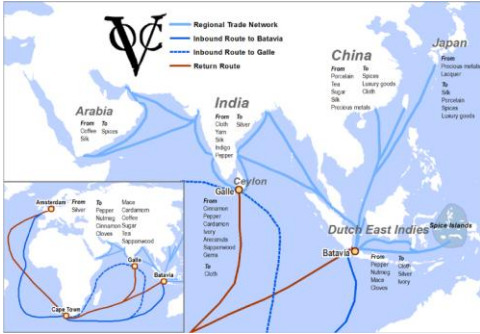 VOC
Regional Trade Network
Inbound Route to Batavia
Inbound Route to Galle
Return Route
Japan
From
Precious metals
Lacquer
To
Silk
Porcelain
Spices
Luxury goods
China
From To
Porcelain Spices
Tea Luxury goods
Sugar Cloth
Silk
Precious metals
India
From To
Cloth Silver
Yarn
Silk
Indigo
Pepper
Arabia
From To
Coffee Spices
Silk
Ceylon
Galle
From
Cinnamon
Pepper
Cardamon
Ivory
Arecanuts
Sappanwood
Gems
To
Cloth
Dutch East Indies
Spice Islands
Batavia
From To
Pepper Cloth
Nutmeg Silver
Mace Ivory
Cloves
Amsterdam
From To
Silver Pepper Mace
Nutmeg Cardamom
Cinnamon Coffee
Cloves Sugar
Tea
Sappanwood
Galle
Batavia
Cape Town